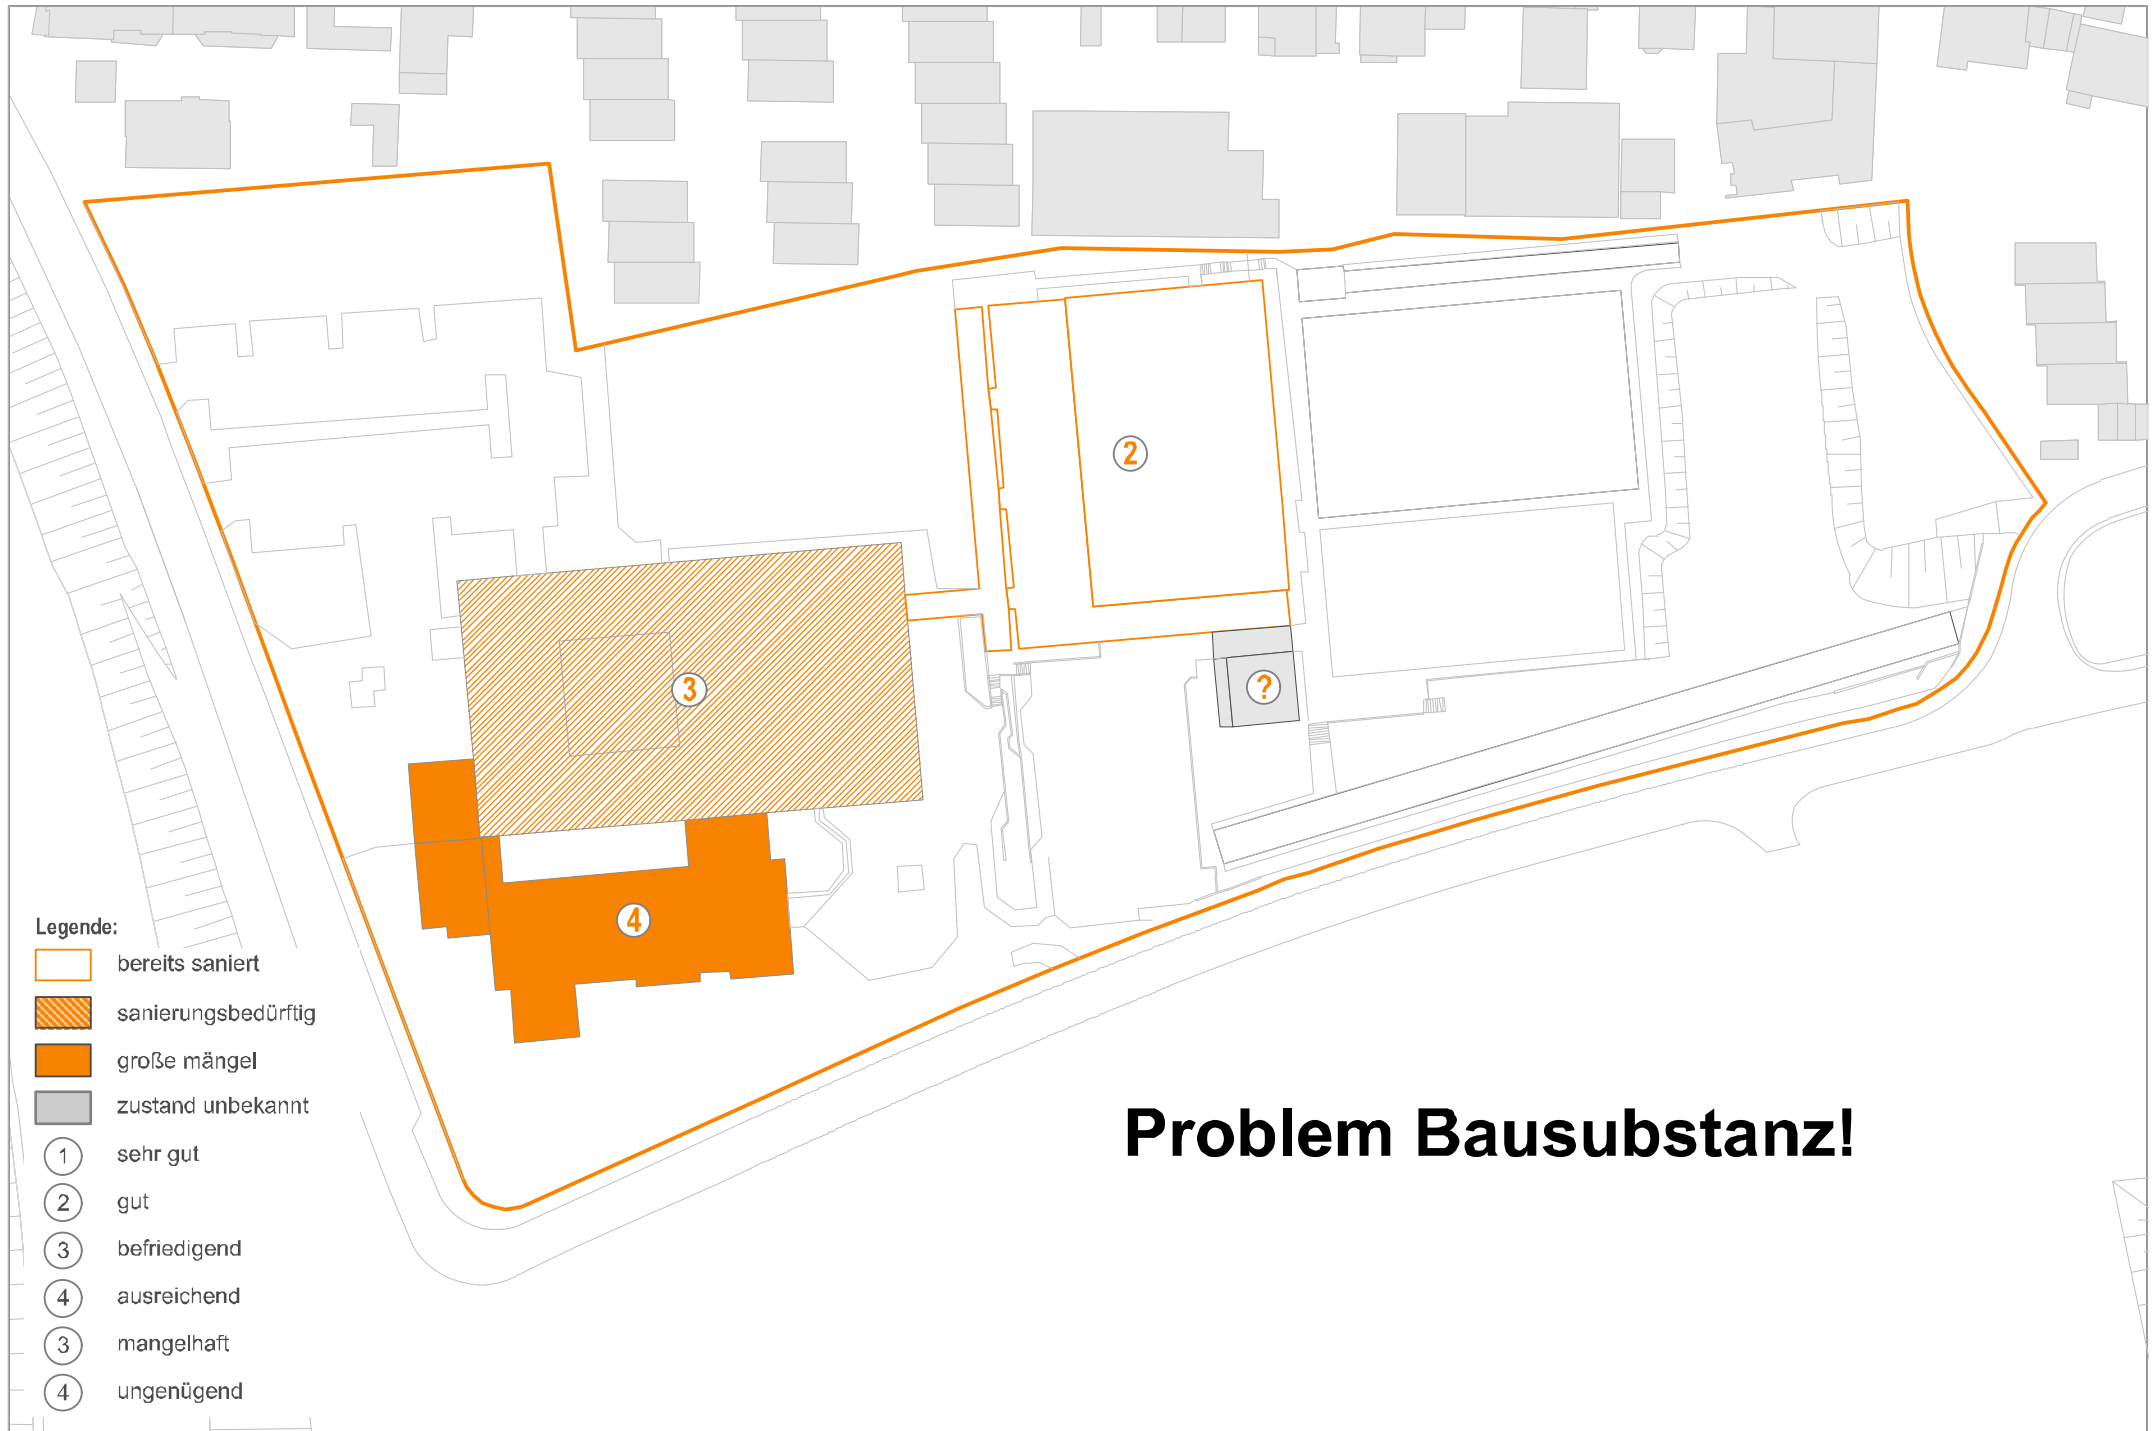 2
3
?
4
Legende:
bereits saniert
sanierungsbedürftig
große mängel
zustand unbekannt
1 sehr gut
2 gut
3 befriedigend
4 ausreichend
3 mangelhaft
4 ungenügend
Problem Bausubstanz!